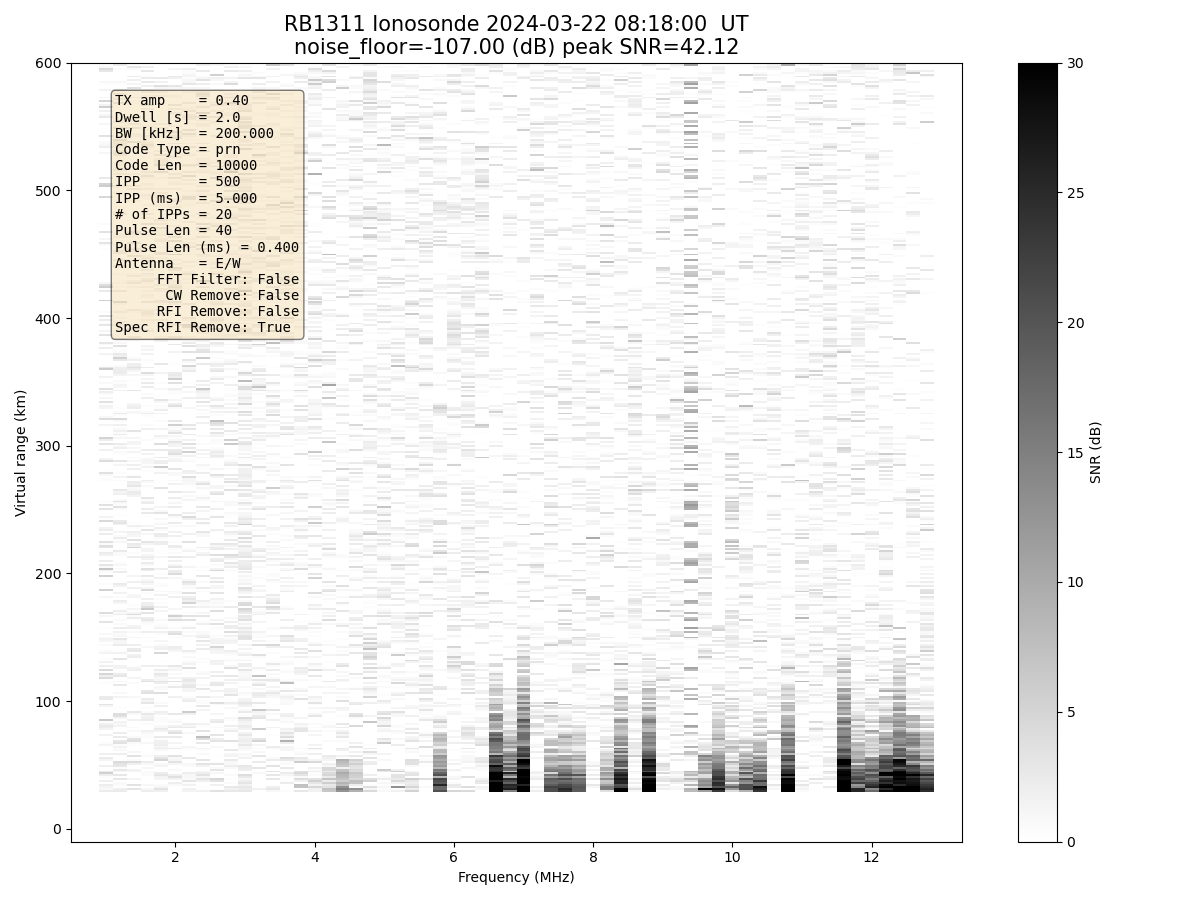 RB1311 Ionosonde 2024-03-22 08:18:00  UT
noise_floor=-107.00 (dB) peak SNR=42.12
TX amp    = 0.40
Dwell [s] = 2.0
BW [kHz]  = 200.000
Code Type = prn
Code Len  = 10000
IPP       = 500
IPP (ms)  = 5.000
# of IPPs = 20
Pulse Len = 40
Pulse Len (ms) = 0.400
Antenna   = E/W
FFT Filter: False
CW Remove: False
RFI Remove: False
Spec RFI Remove: True
600
500
400
300
200
100
0
Virtual range (km)
2
4
6
8
10
12
Frequency (MHz)
30
25
20
15
10
5
0
SNR (dB)